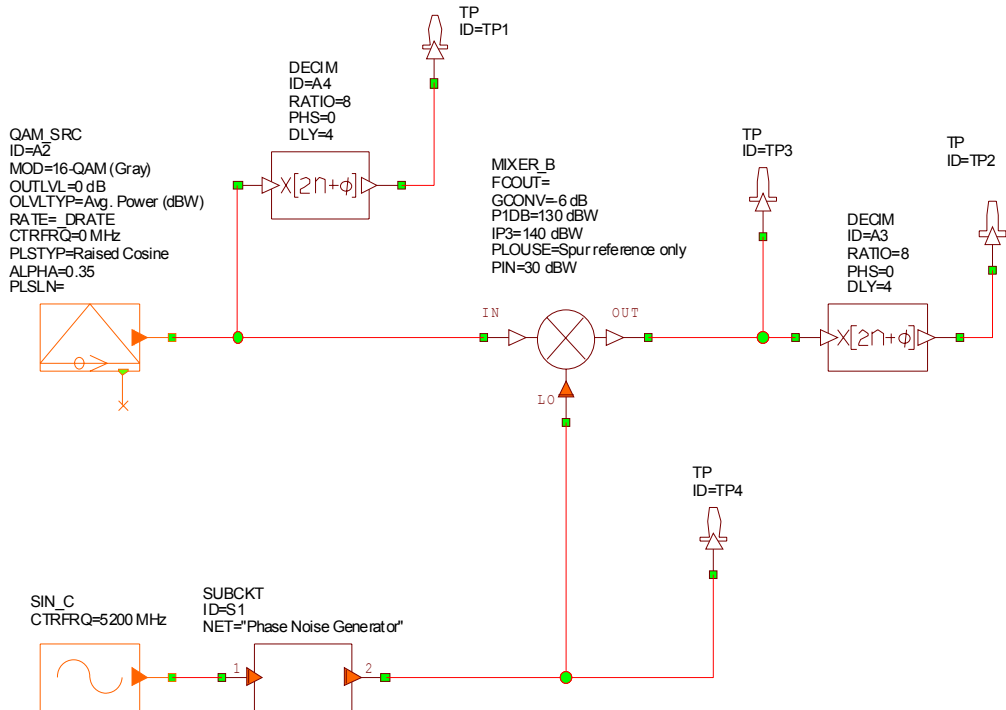 TP
ID=TP1
DECIM
ID=A4
RATIO=8
PHS=0
DLY=4
X[2n+φ]
QAM_SRC
ID=A2
MOD=16-QAM (Gray)
OUTLVL=0 dB
OLVLTYP=Avg. Power (dBW)
RATE=_DRATE
CTRFRQ=0 MHz
PLSTYP=Raised Cosine
ALPHA=0.35
PLSLN=
MIXER_B
FCOUT=
GCONV=-6 dB
P1DB=130 dBW
IP3=140 dBW
PLOUSE=Spur reference only
PIN=30 dBW
IN
OUT
LO
TP
ID=TP3
TP
ID=TP2
DECIM
ID=A3
RATIO=8
PHS=0
DLY=4
X[2n+φ]
TP
ID=TP4
SIN_C
CTRFRQ=5200 MHz
SUBCKT
ID=S1
NET="Phase Noise Generator"
1
2